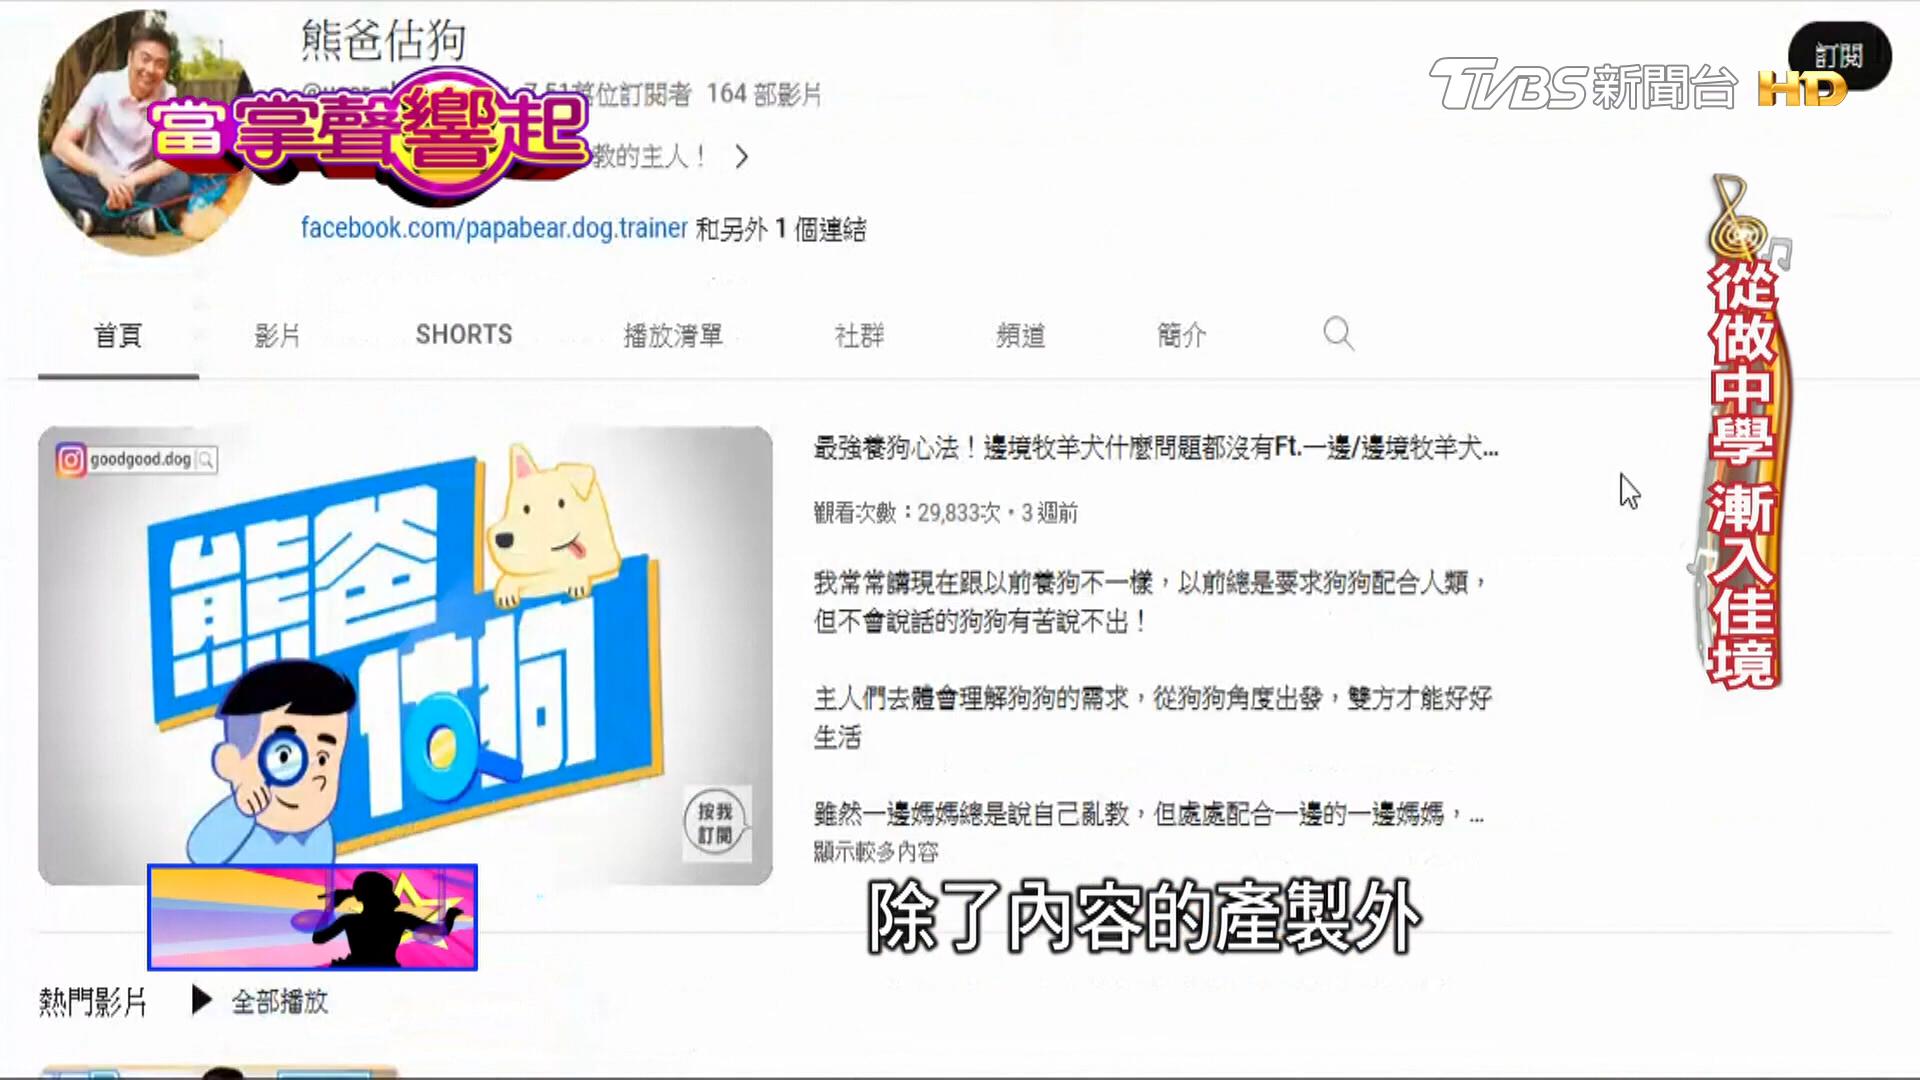 熊爸估狗
7.51萬位訂閱者 164 部影片
訂閱
TVBS新聞台 HD
當掌聲響起
教的主人！
facebook.com/papabear.dog.trainer 和另外 1 個連結
首頁 影片 SHORTS 播放清單 社群 頻道 簡介
從做中學 漸入佳境
goodgood.dog
熊爸
估狗
按我
訂閱
最強養狗心法！邊境牧羊犬什麼問題都沒有Ft.一邊/邊境牧羊犬...
觀看次數：29,833次・3 週前
我常常講現在跟以前養狗不一樣，以前總是要求狗狗配合人類，
但不會說話的狗狗有苦說不出！
主人們去體會理解狗狗的需求，從狗狗角度出發，雙方才能好好
生活
雖然一邊媽媽總是說自己亂教，但處處配合一邊的一邊媽媽，...
顯示較多內容
除了內容的產製外
熱門影片 全部播放